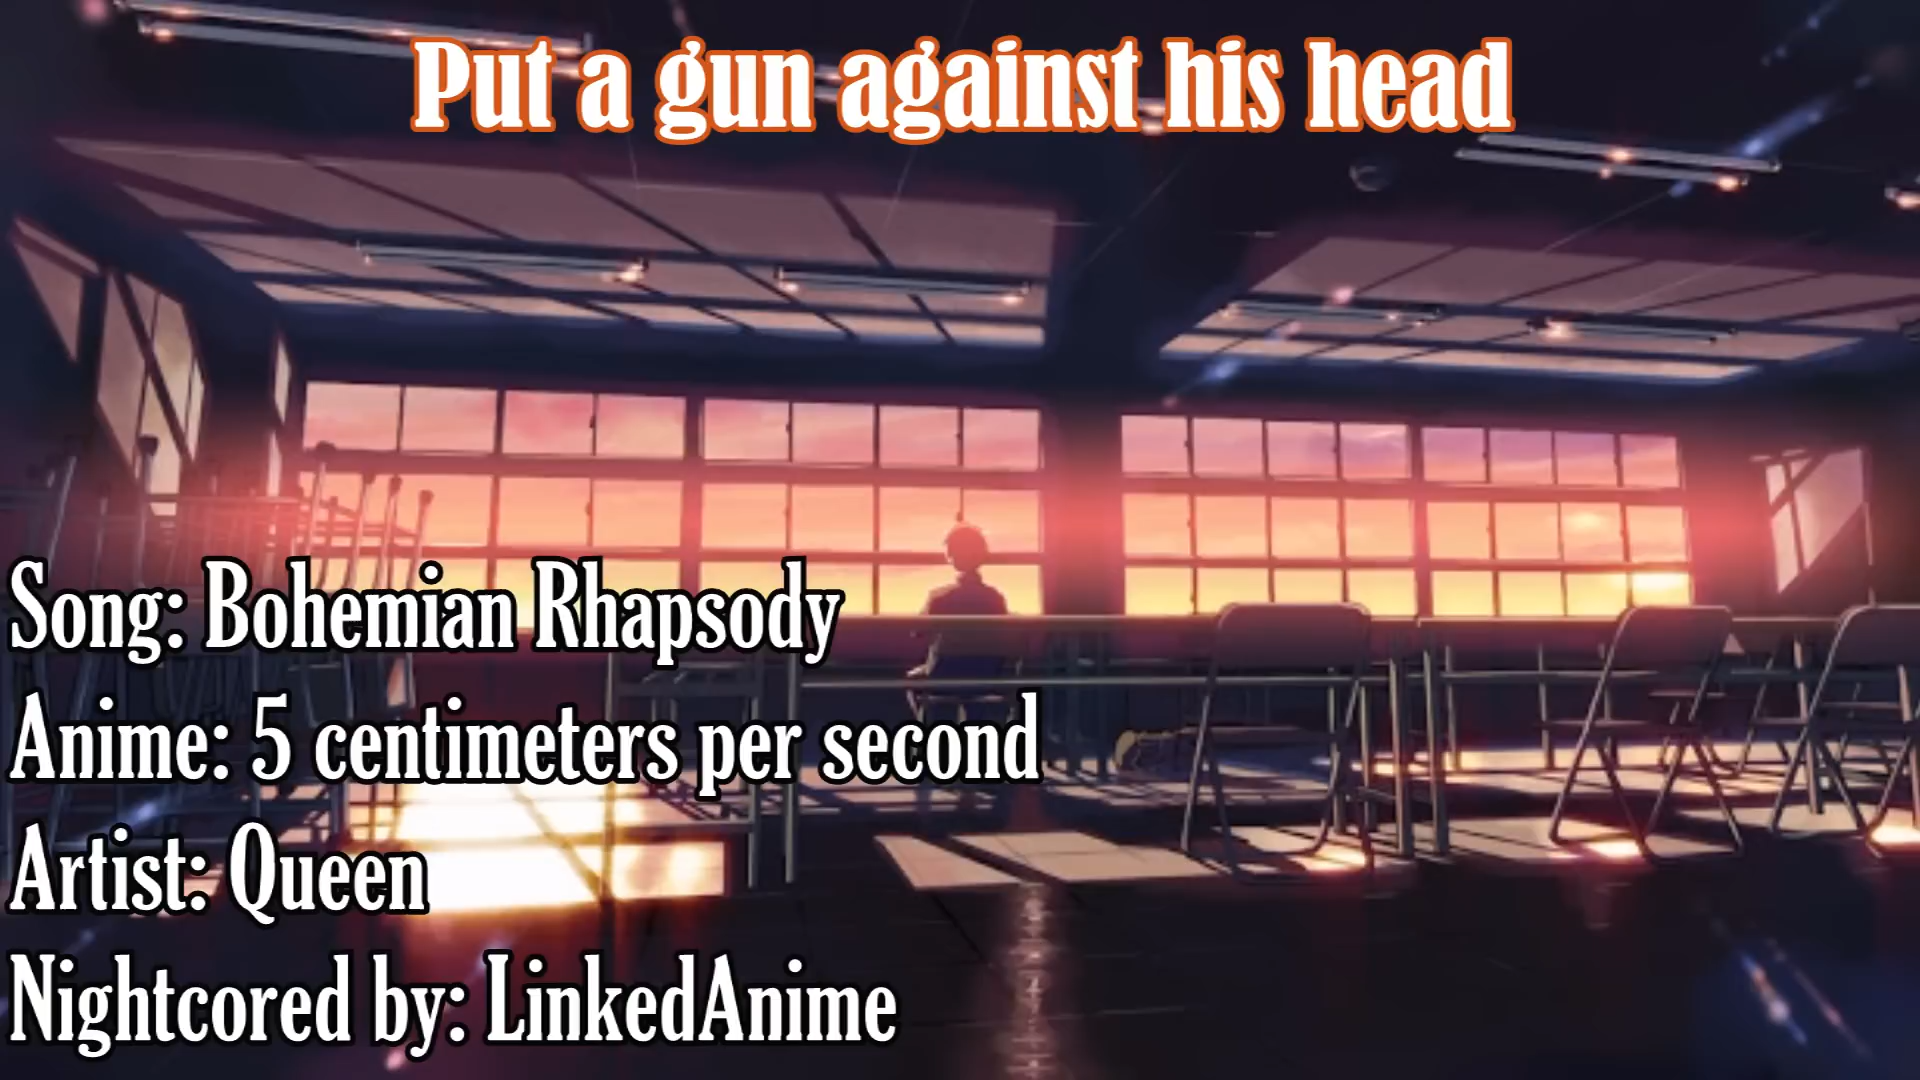 Put a gun against his head
Song: Bohemian Rhapsody
Anime: 5 centimeters per second
Artist: Queen
Nightcored by: LinkedAnime